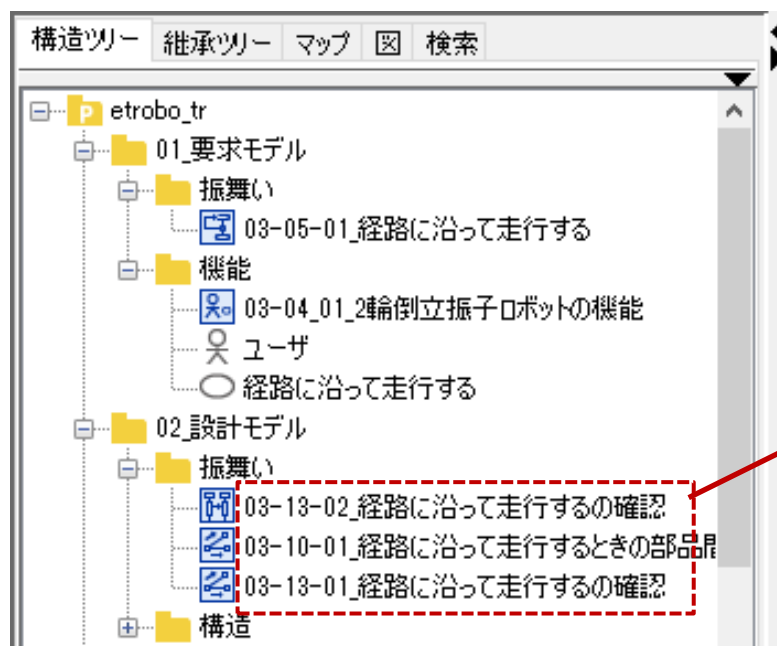 構造ツリー 継承ツリー マップ 図 検索
etrobo_tr
01_要求モデル
振舞い
03-05-01_経路に沿って走行する
機能
03-04_01_2輪倒立振子ロボットの機能
ユーザ
経路に沿って走行する
02_設計モデル
振舞い
03-13-02_経路に沿って走行するの確認
03-10-01_経路に沿って走行するときの部品間
03-13-01_経路に沿って走行するの確認
構造